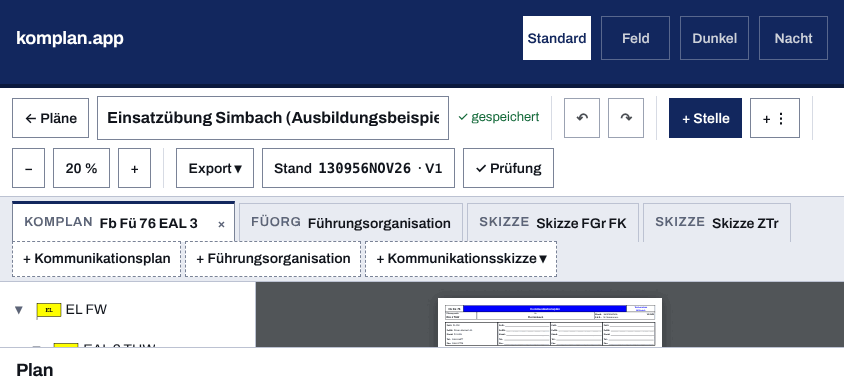 komplan.app
Standard Feld Dunkel Nacht
← Pläne Einsatzübung Simbach (Ausbildungsbeispie ✓ gespeichert ↶ ↷ + Stelle + ⋮
− 20 % + Export ▾ Stand 130956NOV26 · V1 ✓ Prüfung
KOMPLAN Fb Fü 76 EAL 3 × FÜORG Führungsorganisation SKIZZE Skizze FGr FK SKIZZE Skizze ZTr
+ Kommunikationsplan + Führungsorganisation + Kommunikationsskizze ▾
▼ EL EL FW
Kommunikationsplan
Plan